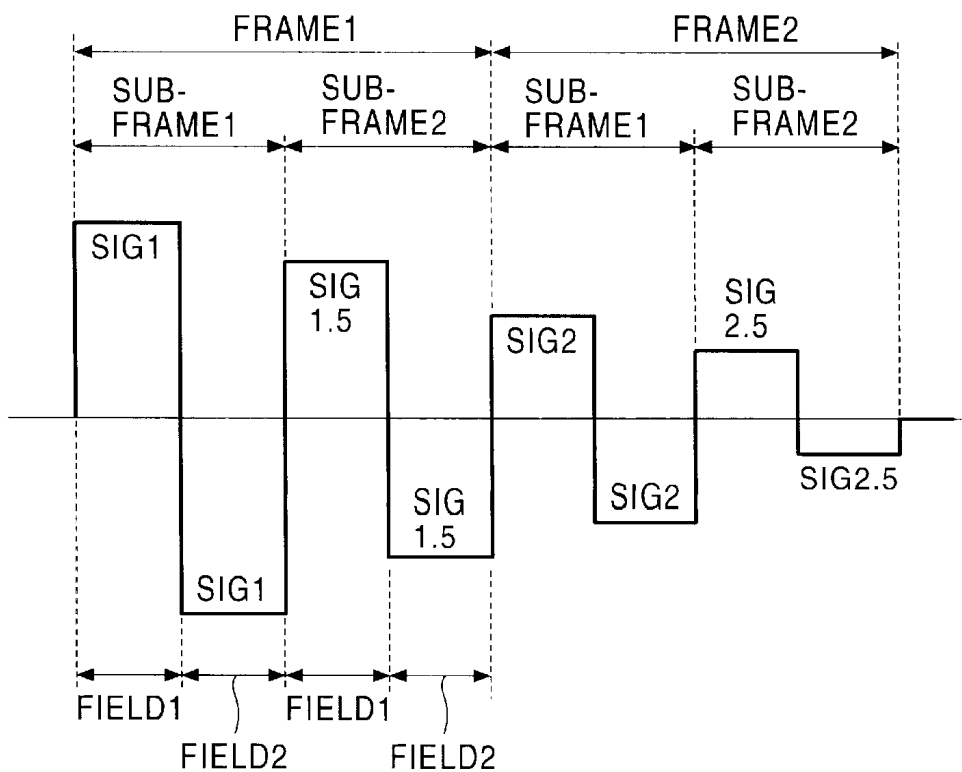 FRAME1
FRAME2
SUB-
FRAME1
SUB-
FRAME2
SUB-
FRAME1
SUB-
FRAME2
SIG1
SIG
1.5
SIG2
SIG
2.5
SIG1
SIG
1.5
SIG2
SIG2.5
FIELD1
FIELD2
FIELD1
FIELD2